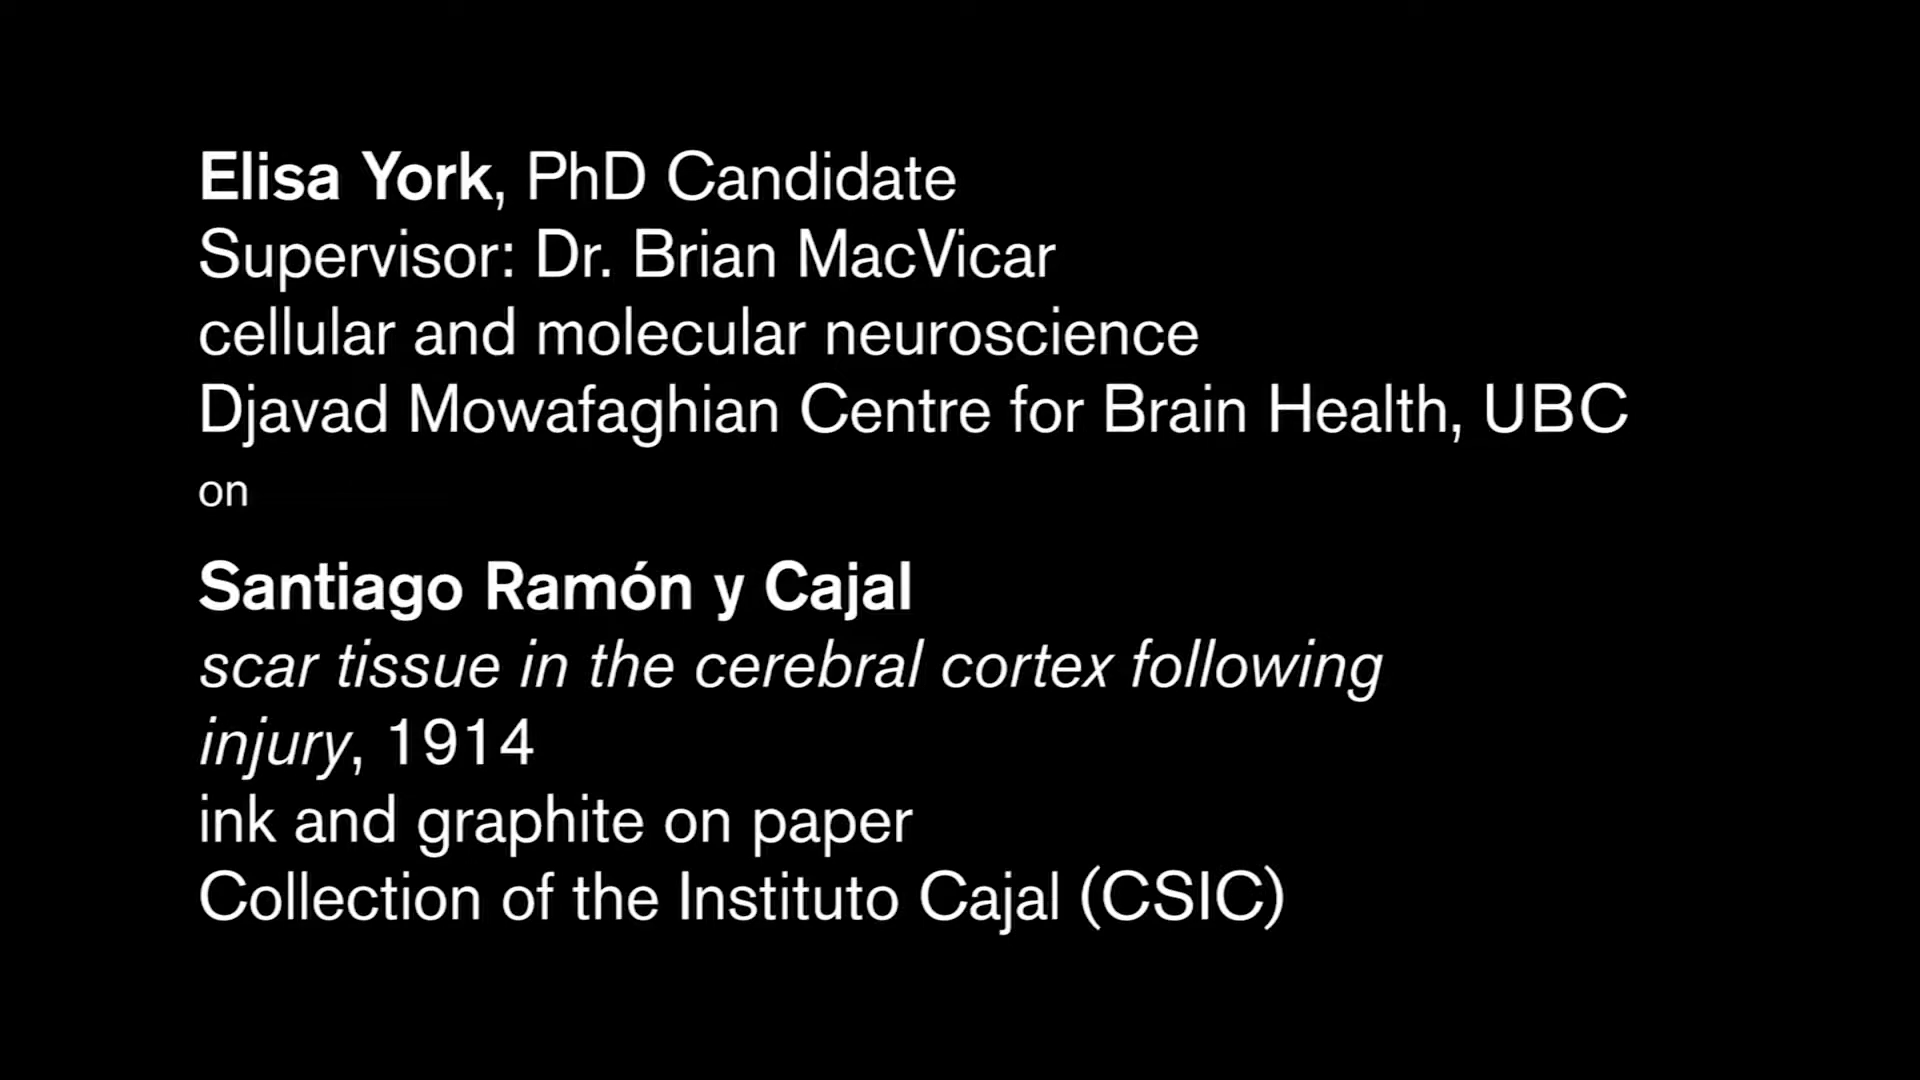 Elisa York, PhD Candidate
Supervisor: Dr. Brian MacVicar
cellular and molecular neuroscience
Djavad Mowafaghian Centre for Brain Health, UBC
on
Santiago Ramón y Cajal
scar tissue in the cerebral cortex following
injury, 1914
ink and graphite on paper
Collection of the Instituto Cajal (CSIC)